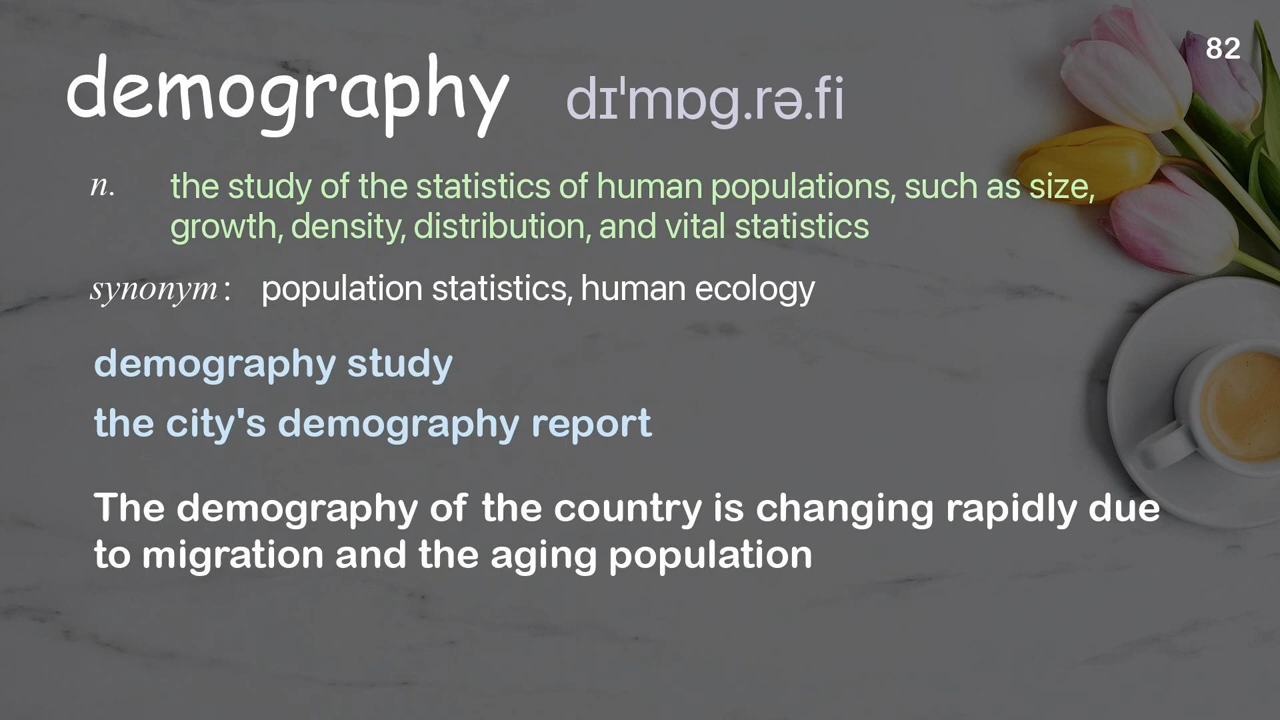 82
demography dɪˈmɒg.rə.fi
n. the study of the statistics of human populations, such as size,
growth, density, distribution, and vital statistics
synonym: population statistics, human ecology
demography study
the city's demography report
The demography of the country is changing rapidly due
to migration and the aging population